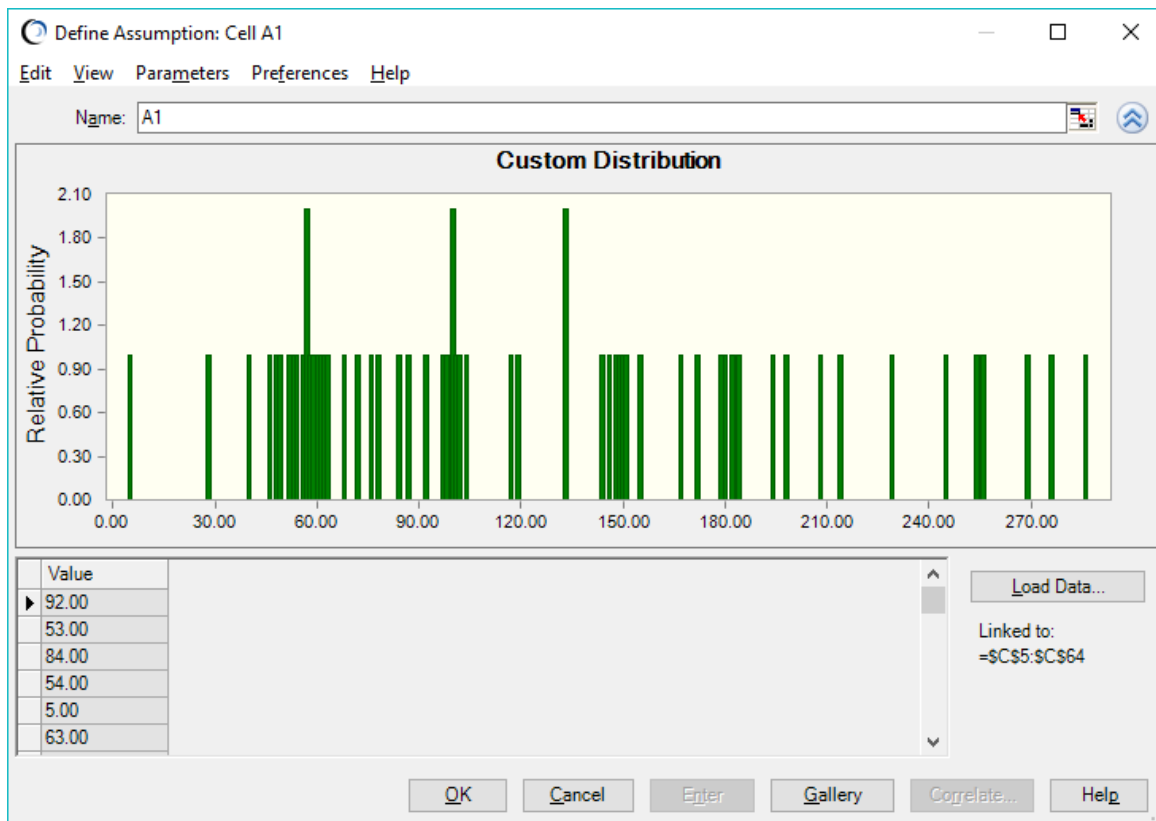 Define Assumption: Cell A1
Edit View Parameters Preferences Help
Name: A1
Custom Distribution
Relative Probability
2.10
1.80
1.50
1.20
0.90
0.60
0.30
0.00
0.00 30.00 60.00 90.00 120.00 150.00 180.00 210.00 240.00 270.00
Value
92.00
53.00
84.00
54.00
5.00
63.00
Load Data...
Linked to:
=$C$5:$C$64
OK Cancel Enter Gallery Correlate... Help